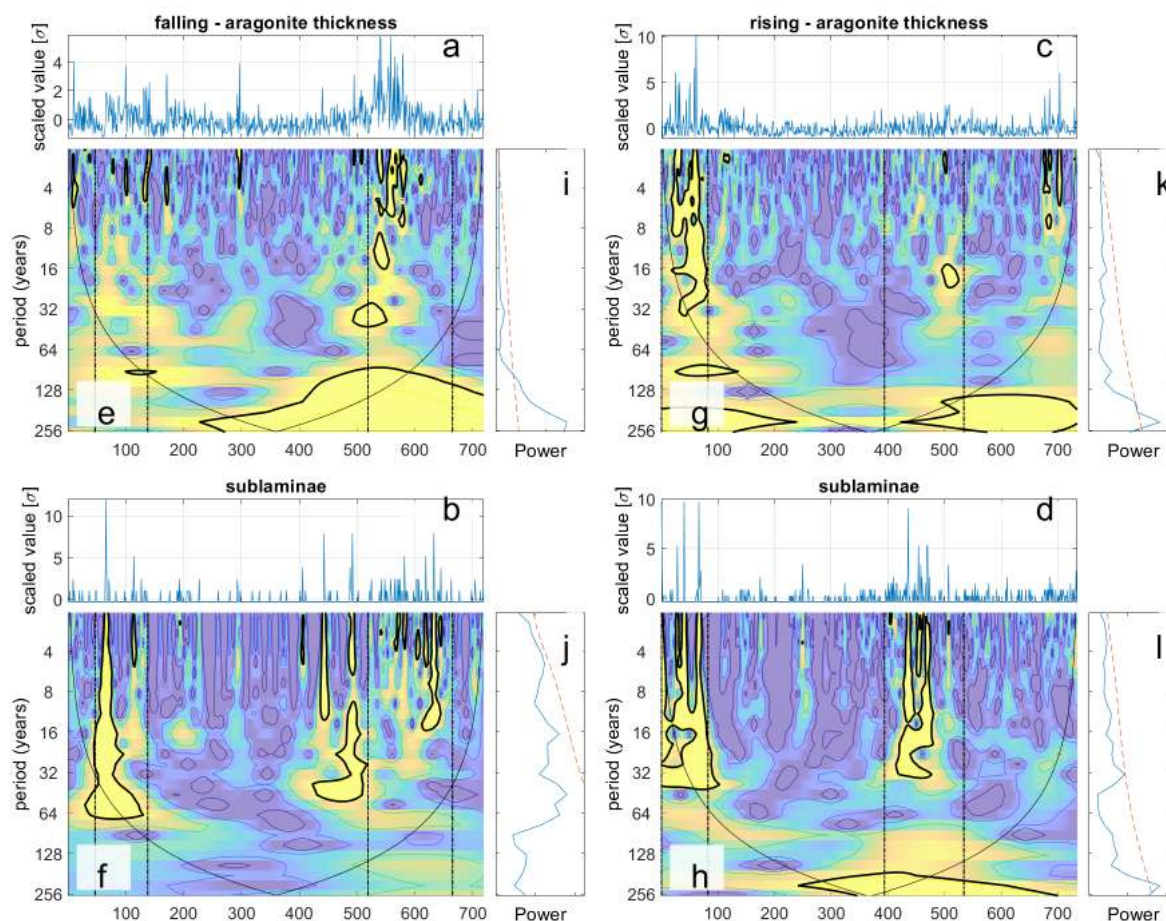 falling - aragonite thickness
rising - aragonite thickness
a
c
scaled value [σ]
4
2
0
scaled value [σ]
10
5
0
period (years)
4
8
16
32
64
128
256
e
i
100 200 300 400 500 600 700
Power
period (years)
4
8
16
32
64
128
256
g
k
100 200 300 400 500 600 700
Power
sublaminae
sublaminae
b
d
scaled value [σ]
10
5
0
scaled value [σ]
10
5
0
period (years)
4
8
16
32
64
128
256
f
j
100 200 300 400 500 600 700
Power
period (years)
4
8
16
32
64
128
256
h
l
100 200 300 400 500 600 700
Power